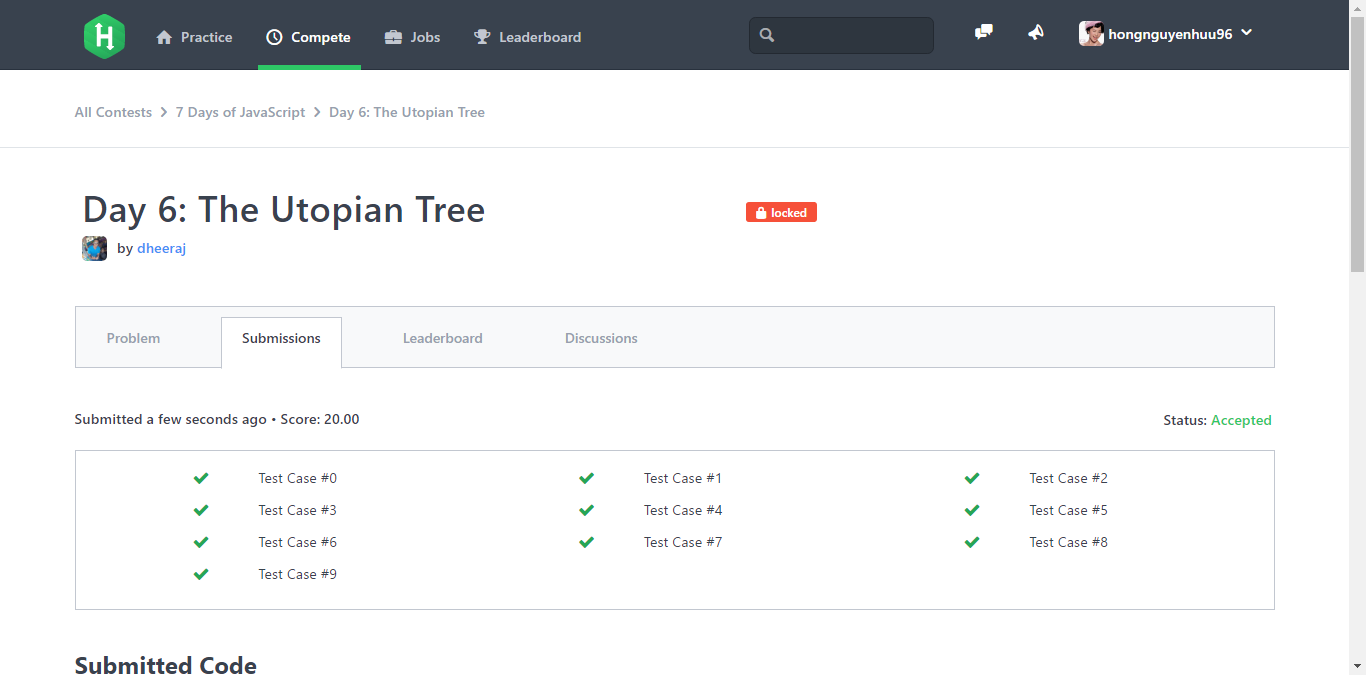 H Practice Compete Jobs Leaderboard hongnguyenhuu96
All Contests > 7 Days of JavaScript > Day 6: The Utopian Tree
Day 6: The Utopian Tree
locked
by dheeraj
Problem Submissions Leaderboard Discussions
Submitted a few seconds ago • Score: 20.00 Status: Accepted
Test Case #0 Test Case #1 Test Case #2
Test Case #3 Test Case #4 Test Case #5
Test Case #6 Test Case #7 Test Case #8
Test Case #9
Submitted Code